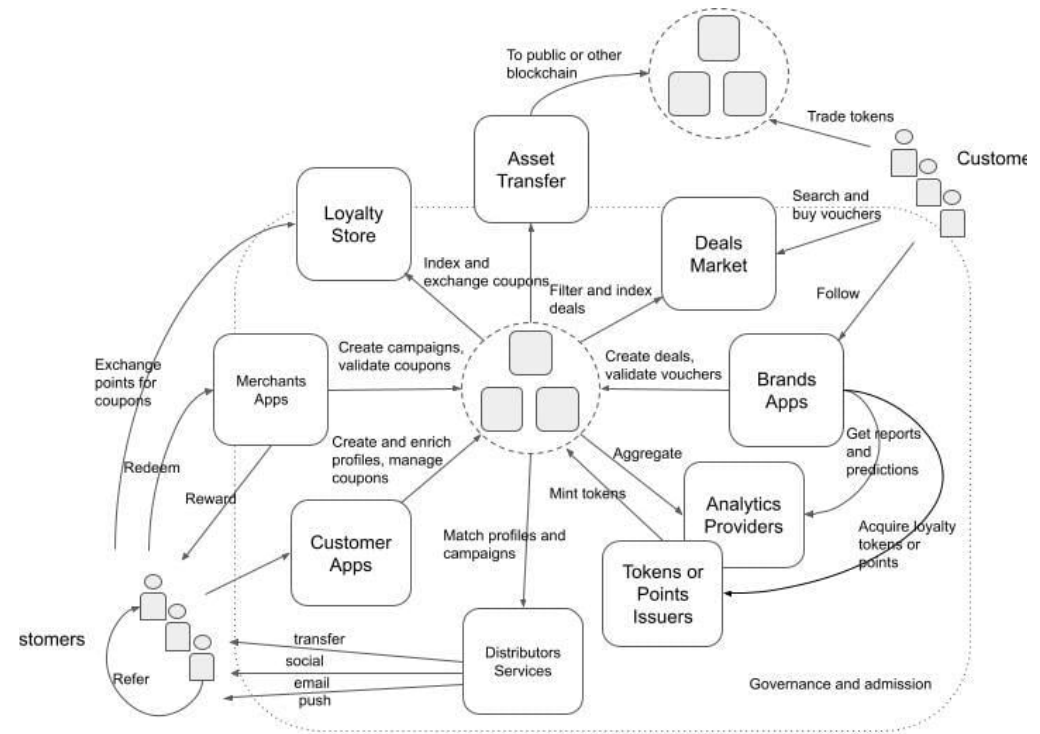 To public or other
blockchain
Trade tokens
Asset
Transfer
Custome
Loyalty
Store
Search and
buy vouchers
Deals
Market
Index and
exchange coupons
Filter and index
deals
Follow
Exchange
points for
coupons
Merchants
Apps
Create campaigns,
validate coupons
Create deals,
validate vouchers
Brands
Apps
Redeem
Create and enrich
profiles, manage
coupons
Aggregate
Get reports
and
predictions
Reward
Mint tokens
Analytics
Providers
Customer
Apps
Match profiles and
campaigns
Acquire loyalty
tokens or
points
Tokens or
Points
Issuers
stomers
Refer
transfer
social
email
push
Distributors
Services
Governance and admission